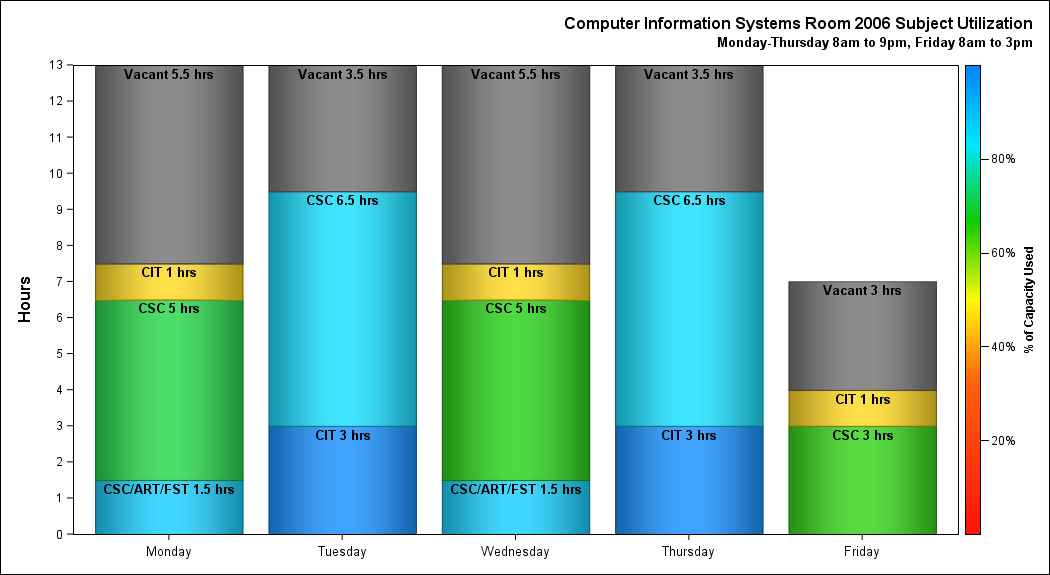 Computer Information Systems Room 2006 Subject Utilization
Monday-Thursday 8am to 9pm, Friday 8am to 3pm
13
12
11
10
9
8
7
6
5
4
3
2
1
0
Hours
Vacant 5.5 hrs
CIT 1 hrs
CSC 5 hrs
CSC/ART/FST 1.5 hrs
Monday
Vacant 3.5 hrs
CSC 6.5 hrs
CIT 3 hrs
Tuesday
Vacant 5.5 hrs
CIT 1 hrs
CSC 5 hrs
CSC/ART/FST 1.5 hrs
Wednesday
Vacant 3.5 hrs
CSC 6.5 hrs
CIT 3 hrs
Thursday
Vacant 3 hrs
CIT 1 hrs
CSC 3 hrs
Friday
80%
60%
40%
20%
% of Capacity Used